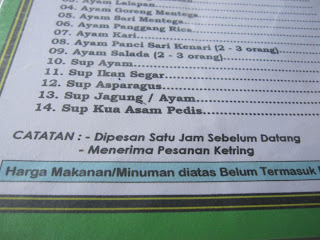 03. Ayam Lalapan
04. Ayam Goreng Mentega
05. Ayam Sari Mentega
06. Ayam Panggang Rica
07. Ayam Kari
08. Ayam Panci Sari Kenari (2 - 3 orang)
09. Ayam Salada (2 - 3 orang)
10. Sup Ayam
11. Sup Ikan Segar
12. Sup Asparagus
13. Sup Jagung / Ayam
14. Sup Kua Asam Pedis
CATATAN : - Dipesan Satu Jam Sebelum Datang
- Menerima Pesanan Ketring
Harga Makanan/Minuman diatas Belum Termasuk